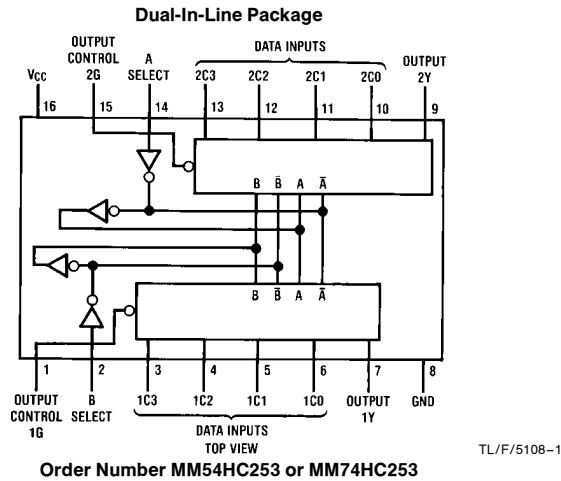 Dual-In-Line Package
OUTPUT CONTROL 2G
A SELECT
DATA INPUTS
OUTPUT 2Y
VCC
2C3 2C2 2C1 2C0
16 15 14 13 12 11 10 9
B B̅ A A̅
B B̅ A A̅
1 2 3 4 5 6 7 8
OUTPUT CONTROL 1G
B SELECT
1C3 1C2 1C1 1C0
OUTPUT 1Y
GND
DATA INPUTS
TOP VIEW
TL/F/5108–1
Order Number MM54HC253 or MM74HC253